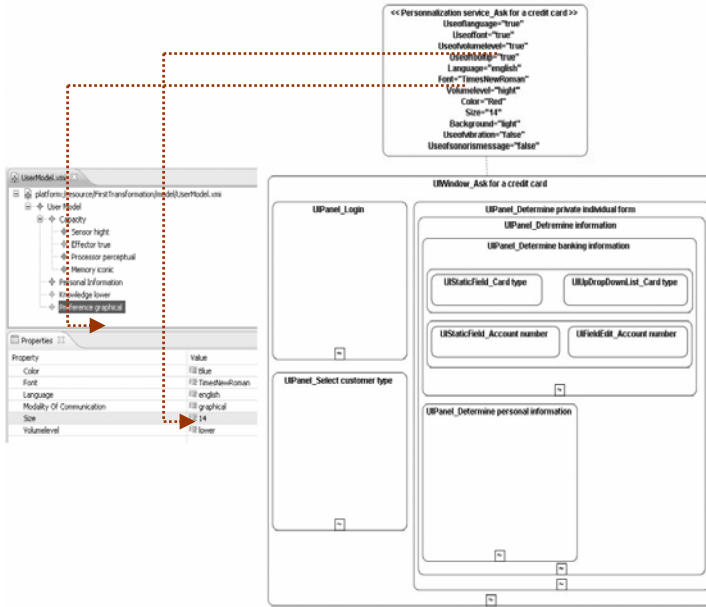 << Personnalization service_Ask for a credit card >>
Useoflanguage="true"
Useoffont="true"
Useofvolumelevel="true"
Useoftooltip="true"
Language="english"
Font="TimesNewRoman"
Volumelevel="hight"
Color="Red"
Size="14"
Background="light"
Useofvibration="false"
Useofsonorismessage="false"
UserModel.xmi
platform:/resource/FirstTransformation/model/UserModel.xmi
User Model
Capacity
Sensor hight
Effector true
Processor perceptual
Memory iconic
Personal Information
Knowledge lower
Preference graphical
Properties
Property Value
Color Blue
Font TimesNewRoman
Language english
Modality Of Communication graphical
Size 14
Volumelevel lower
UIWindow_Ask for a credit card
UIPanel_Login
UIPanel_Select customer type
UIPanel_Determine private individual form
UIPanel_Detremine information
UIPanel_Determine banking information
UIStaticField_Card type
UIUpDropDownList_Card type
UIStaticField_Account number
UIFieldEdit_Account number
UIPanel_Determine personal information